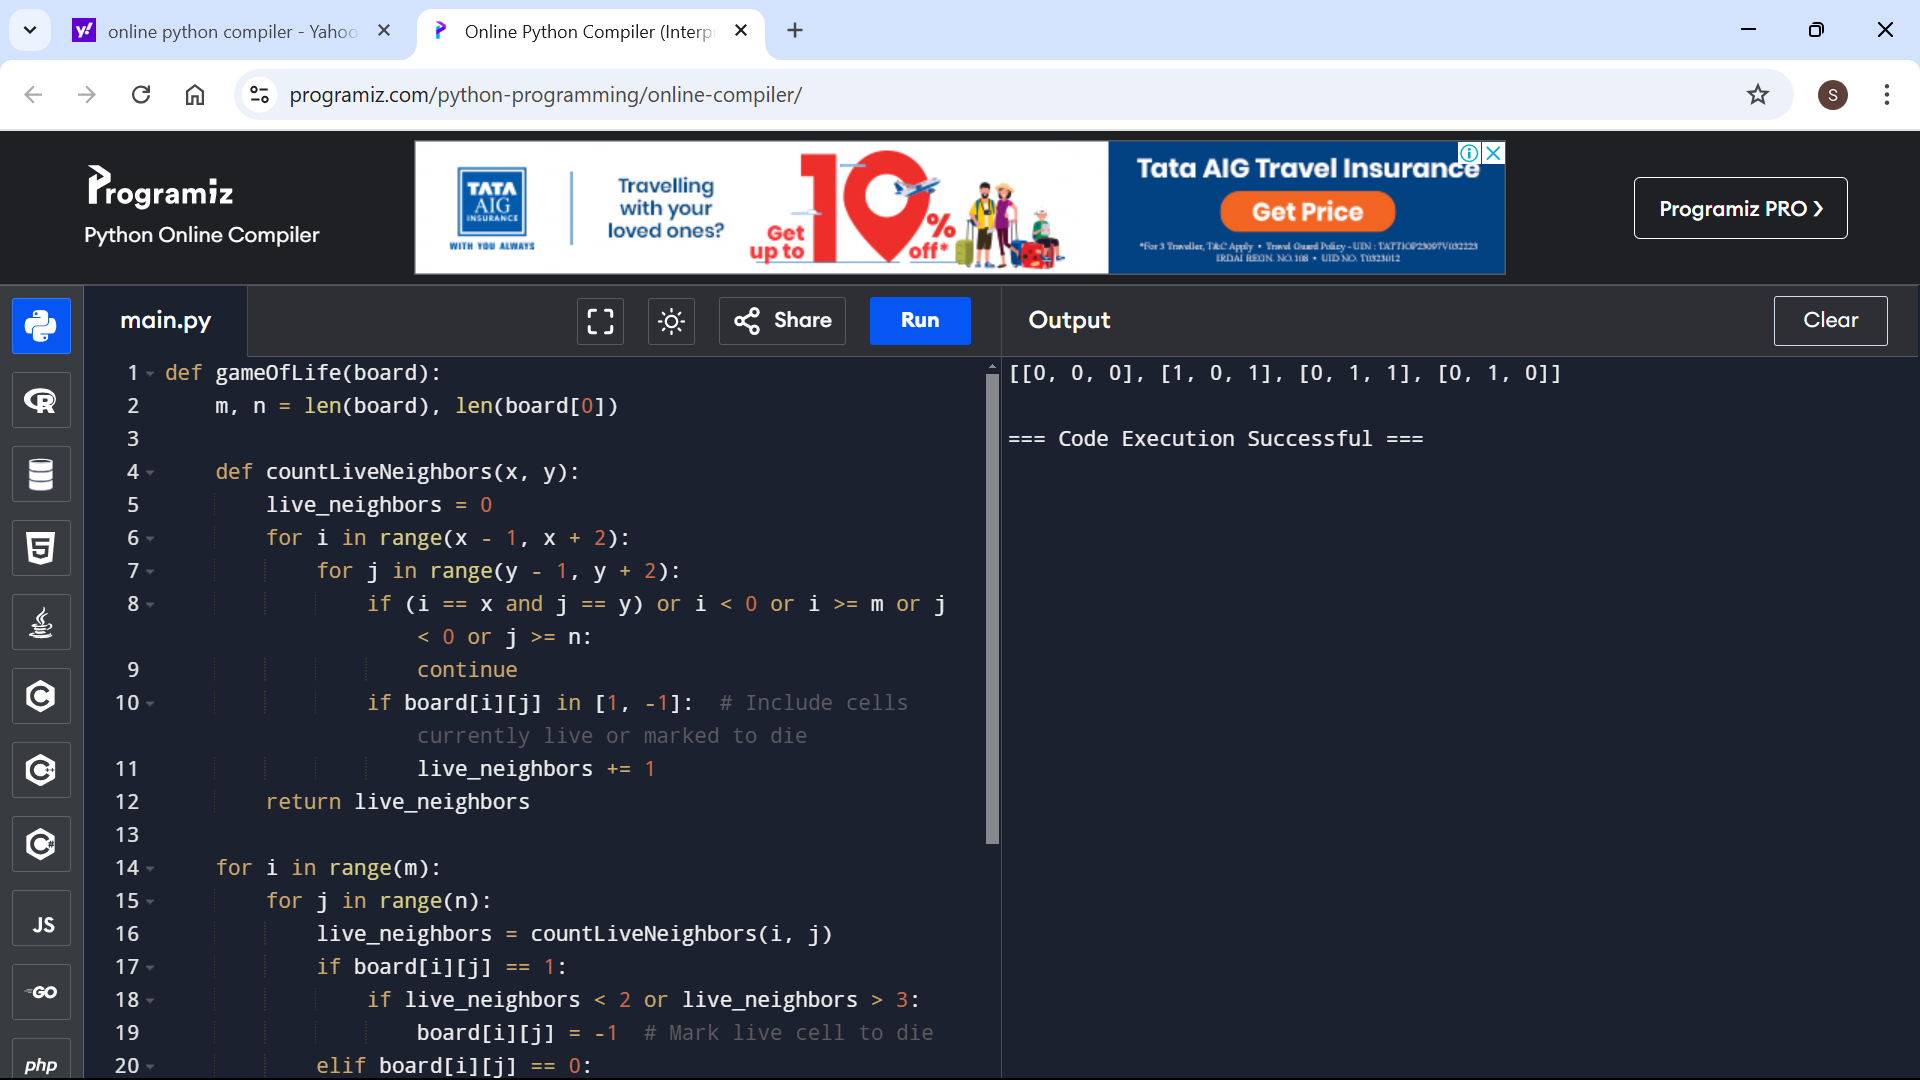 online python compiler - Yahoo
Online Python Compiler (Interp
programiz.com/python-programming/online-compiler/
S
Programiz
Python Online Compiler
TATA
AIG
INSURANCE
WITH YOU ALWAYS
Travelling
with your
loved ones?
Get
up to
10
%
off*
Tata AIG Travel Insurance
Get Price
*For 3 Traveller, T&C Apply • Travel Guard Policy - UIN : TATTIOP23097V032223
IRDAI REGN. NO. 108 • UID NO. T0323012
Programiz PRO ❯
main.py
Share
Run
Output
Clear
1 def gameOfLife(board):
2 m, n = len(board), len(board[0])
3
4 def countLiveNeighbors(x, y):
5 live_neighbors = 0
6 for i in range(x - 1, x + 2):
7 for j in range(y - 1, y + 2):
8 if (i == x and j == y) or i < 0 or i >= m or j
< 0 or j >= n:
9 continue
10 if board[i][j] in [1, -1]: # Include cells
currently live or marked to die
11 live_neighbors += 1
12 return live_neighbors
13
14 for i in range(m):
15 for j in range(n):
16 live_neighbors = countLiveNeighbors(i, j)
17 if board[i][j] == 1:
18 if live_neighbors < 2 or live_neighbors > 3:
19 board[i][j] = -1 # Mark live cell to die
20 elif board[i][j] == 0:
[[0, 0, 0], [1, 0, 1], [0, 1, 1], [0, 1, 0]]
=== Code Execution Successful ===
R
5
C
C++
C#
JS
GO
php